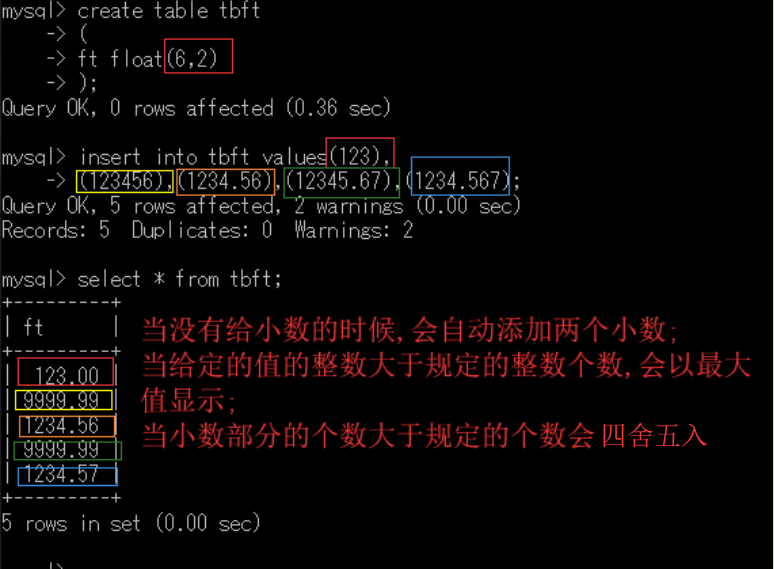 mysql> create table tbft
-> (
-> ft float(6,2)
-> );
Query OK, 0 rows affected (0.36 sec)
mysql> insert into tbft values(123),
-> (123456),(1234.56),(12345.67),(1234.567);
Query OK, 5 rows affected, 2 warnings (0.00 sec)
Records: 5  Duplicates: 0  Warnings: 2
mysql> select * from tbft;
+---------+
| ft      |
+---------+
|  123.00 |
| 9999.99 |
| 1234.56 |
| 9999.99 |
| 1234.57 |
+---------+
当没有给小数的时候,会自动添加两个小数;
当给定的值的整数大于规定的整数个数,会以最大
值显示;
当小数部分的个数大于规定的个数会 四舍五入
5 rows in set (0.00 sec)